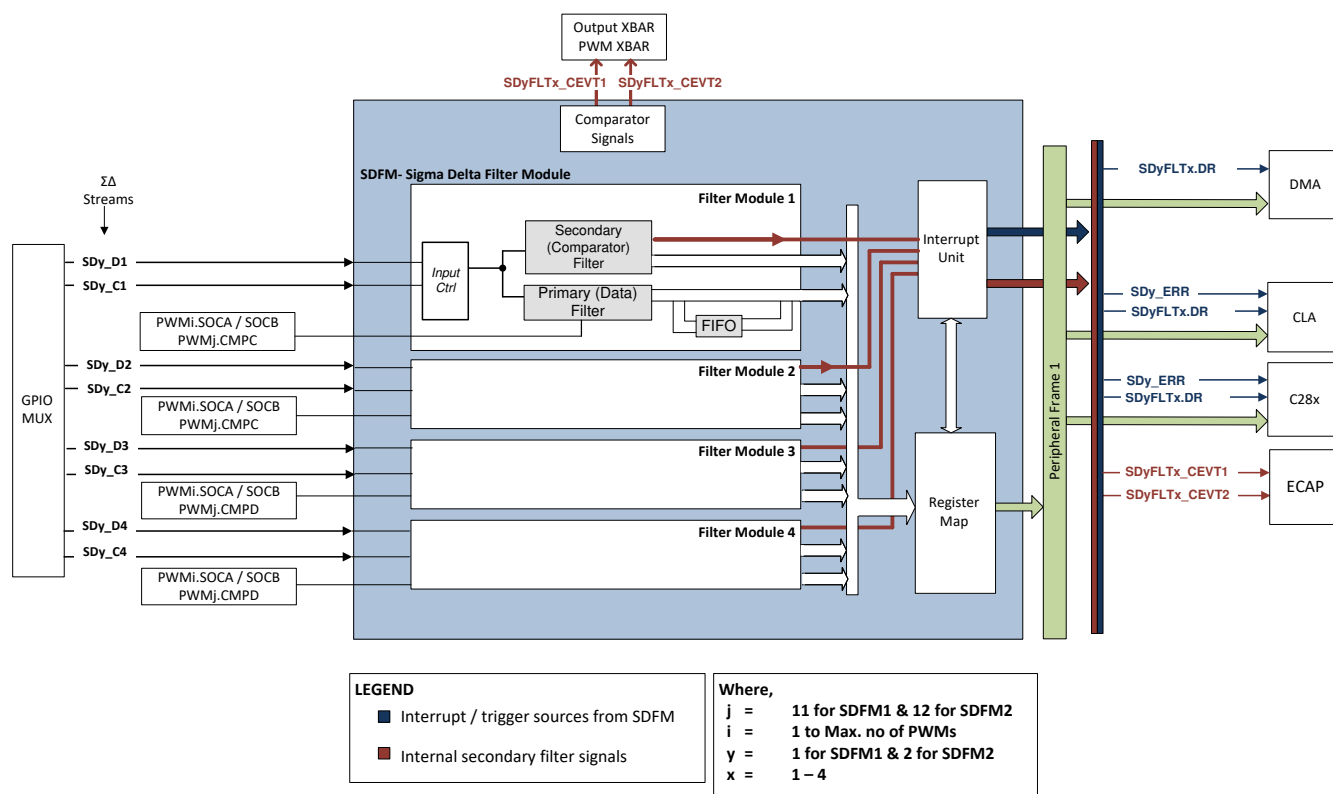 Output XBAR
PWM XBAR
SDyFLTx_CEVT1
SDyFLTx_CEVT2
Comparator
Signals
SDFM- Sigma Delta Filter Module
ΣΔ
Streams
GPIO
MUX
SDy_D1
SDy_C1
PWMi.SOCA / SOCB
PWMj.CMPC
SDy_D2
SDy_C2
PWMi.SOCA / SOCB
PWMj.CMPC
SDy_D3
SDy_C3
PWMi.SOCA / SOCB
PWMj.CMPD
SDy_D4
SDy_C4
PWMi.SOCA / SOCB
PWMj.CMPD
Filter Module 1
Input
Ctrl
Secondary
(Comparator)
Filter
Primary (Data)
Filter
FIFO
Filter Module 2
Filter Module 3
Filter Module 4
Interrupt
Unit
Register
Map
Peripheral Frame 1
SDyFLTx.DR
DMA
SDy_ERR
SDyFLTx.DR
CLA
SDy_ERR
SDyFLTx.DR
C28x
SDyFLTx_CEVT1
SDyFLTx_CEVT2
ECAP
LEGEND
Interrupt / trigger sources from SDFM
Internal secondary filter signals
Where,
j = 11 for SDFM1 & 12 for SDFM2
i = 1 to Max. no of PWMs
y = 1 for SDFM1 & 2 for SDFM2
x = 1 – 4